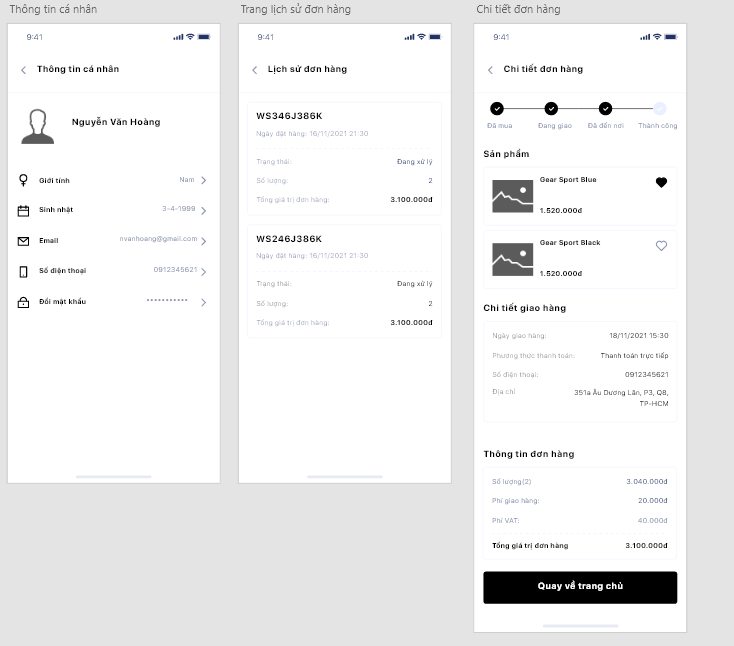 Thông tin cá nhân
9:41
Thông tin cá nhân
Nguyễn Văn Hoàng
Giới tính
Nam
Sinh nhật
3-4-1999
Email
nvanhoang@gmail.com
Số điện thoại
0912345621
Đổi mật khẩu
•••••••••••
Trang lịch sử đơn hàng
9:41
Lịch sử đơn hàng
WS346J386K
Ngày đặt hàng: 16/11/2021 21:30
Trạng thái:
Đang xử lý
Số lượng:
2
Tổng giá trị đơn hàng:
3.100.000đ
WS246J386K
Ngày đặt hàng: 16/11/2021 21:30
Trạng thái:
Đang xử lý
Số lượng:
2
Tổng giá trị đơn hàng:
3.100.000đ
Chi tiết đơn hàng
9:41
Chi tiết đơn hàng
Đã mua
Đang giao
Đã đến nơi
Thành công
Sản phẩm
Gear Sport Blue
1.520.000đ
Gear Sport Black
1.520.000đ
Chi tiết giao hàng
Ngày giao hàng:
18/11/2021 15:30
Phương thức thanh toán:
Thanh toán trực tiếp
Số điện thoại:
0912345621
Địa chỉ
351a Âu Dương Lân, P3, Q8,
TP-HCM
Thông tin đơn hàng
Số lượng(2)
3.040.000đ
Phí giao hàng:
20.000đ
Phí VAT:
40.000đ
Tổng giá trị đơn hàng
3.100.000đ
Quay về trang chủ